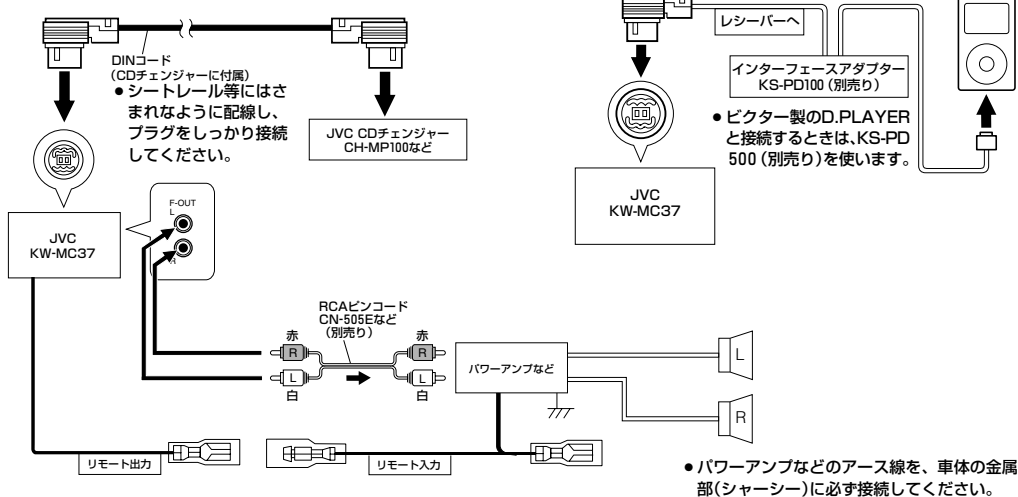 DINコード
(CDチェンジャーに付属)
● シートレール等にはさ
まれなように配線し、
プラグをしっかり接続
してください。
JVC CDチェンジャー
CH-MP100など
レシーバーへ
インターフェースアダプター
KS-PD100 (別売り)
● ビクター製のD.PLAYER
と接続するときは、KS-PD
500 (別売り)を使います。
JVC
KW-MC37
JVC
KW-MC37
F-OUT
L
R
RCAピンコード
CN-505Eなど
(別売り)
赤
赤
R
R
L
L
白
白
パワーアンプなど
L
R
リモート出力
リモート入力
● パワーアンプなどのアース線を、車体の金属
部(シャーシー)に必ず接続してください。